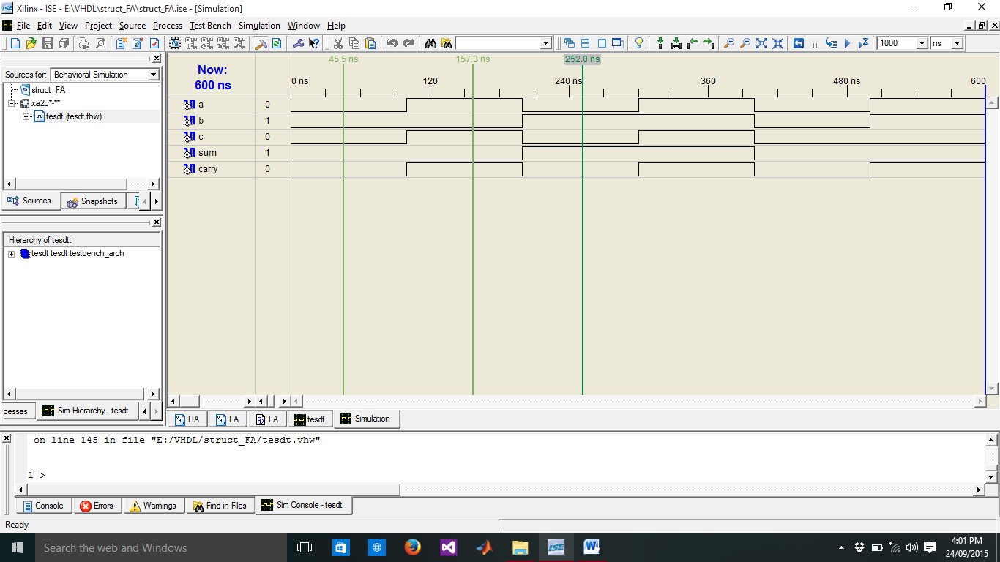 Xilinx - ISE - E:\VHDL\struct_FA\struct_FA.ise - [Simulation]
File Edit View Project Source Process Test Bench Simulation Window Help
1000 ns
Sources for: Behavioral Simulation
struct_FA
xa2c*-**
tesdt (tesdt.tbw)
Sources Snapshots
Hierarchy of tesdt:
tesdt tesdt testbench_arch
cesses Sim Hierarchy - tesdt
45.5 ns 157.3 ns 252.0 ns
Now:
600 ns
0 ns 120 240 ns 360 480 ns 600
a 0
b 1
c 0
sum 1
carry 0
HA FA FA tesdt Simulation
on line 145 in file "E:/VHDL/struct_FA/tesdt.vhw"
1 >
Console Errors Warnings Find in Files Sim Console - tesdt
Ready
Search the web and Windows
ISE
4:01 PM
24/09/2015